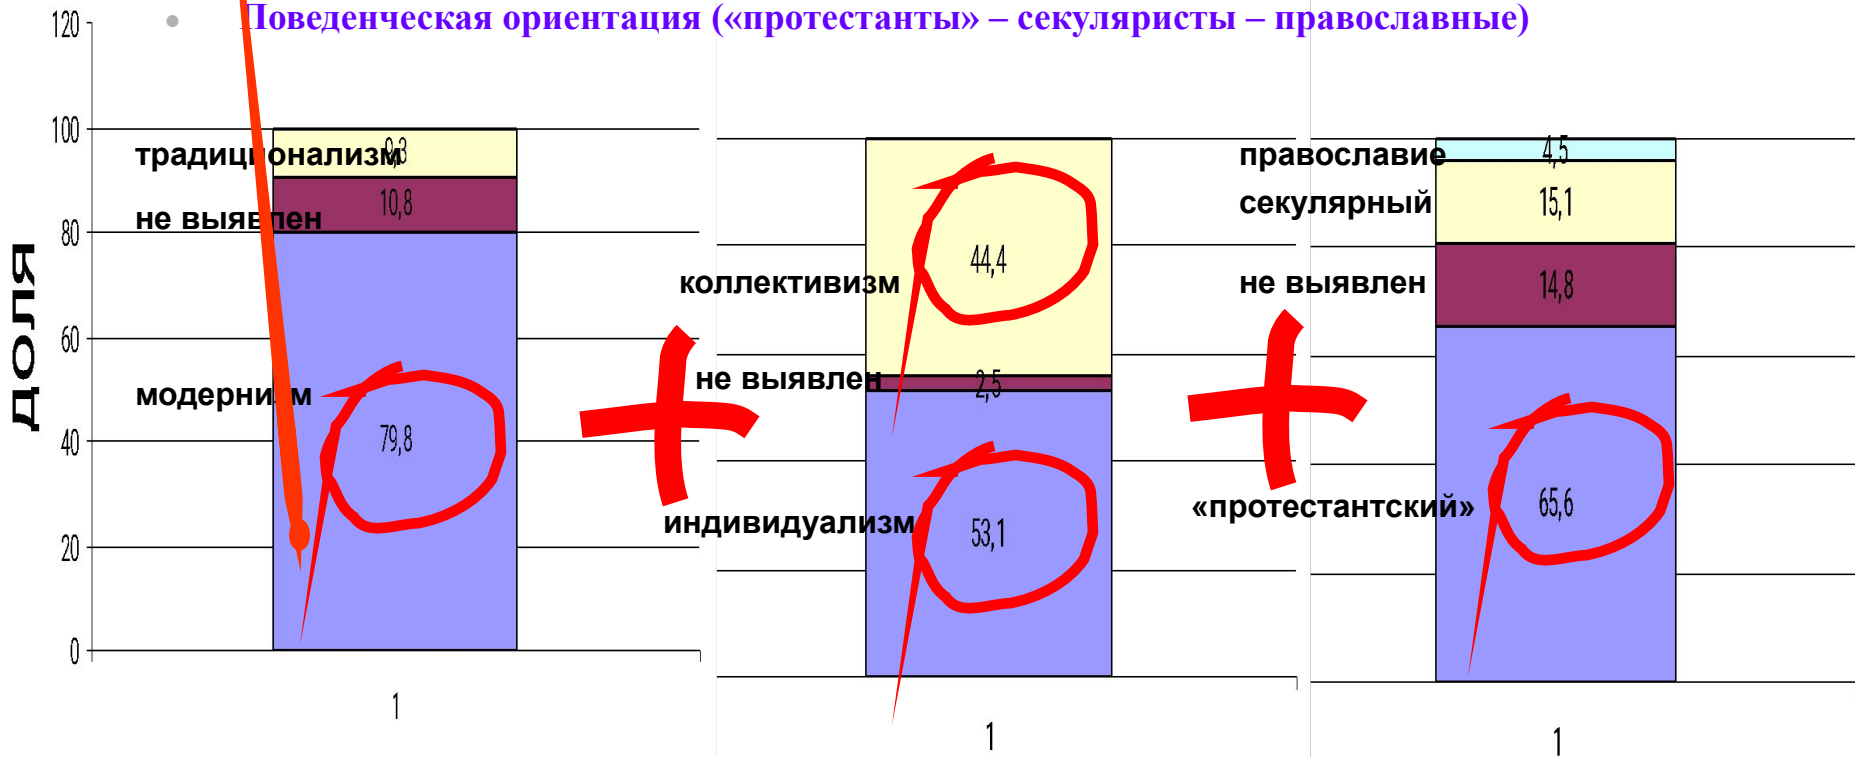 Поведенческая ориентация («протестанты» – секуляристы – православные)
доля
120
100
80
60
40
20
0
традиционализм
9,3
не выявлен
10,8
модернизм
79,8
1
коллективизм
44,4
не выявлен
2,5
индивидуализм
53,1
1
православие
4,5
секулярный
15,1
не выявлен
14,8
«протестантский»
65,6
1